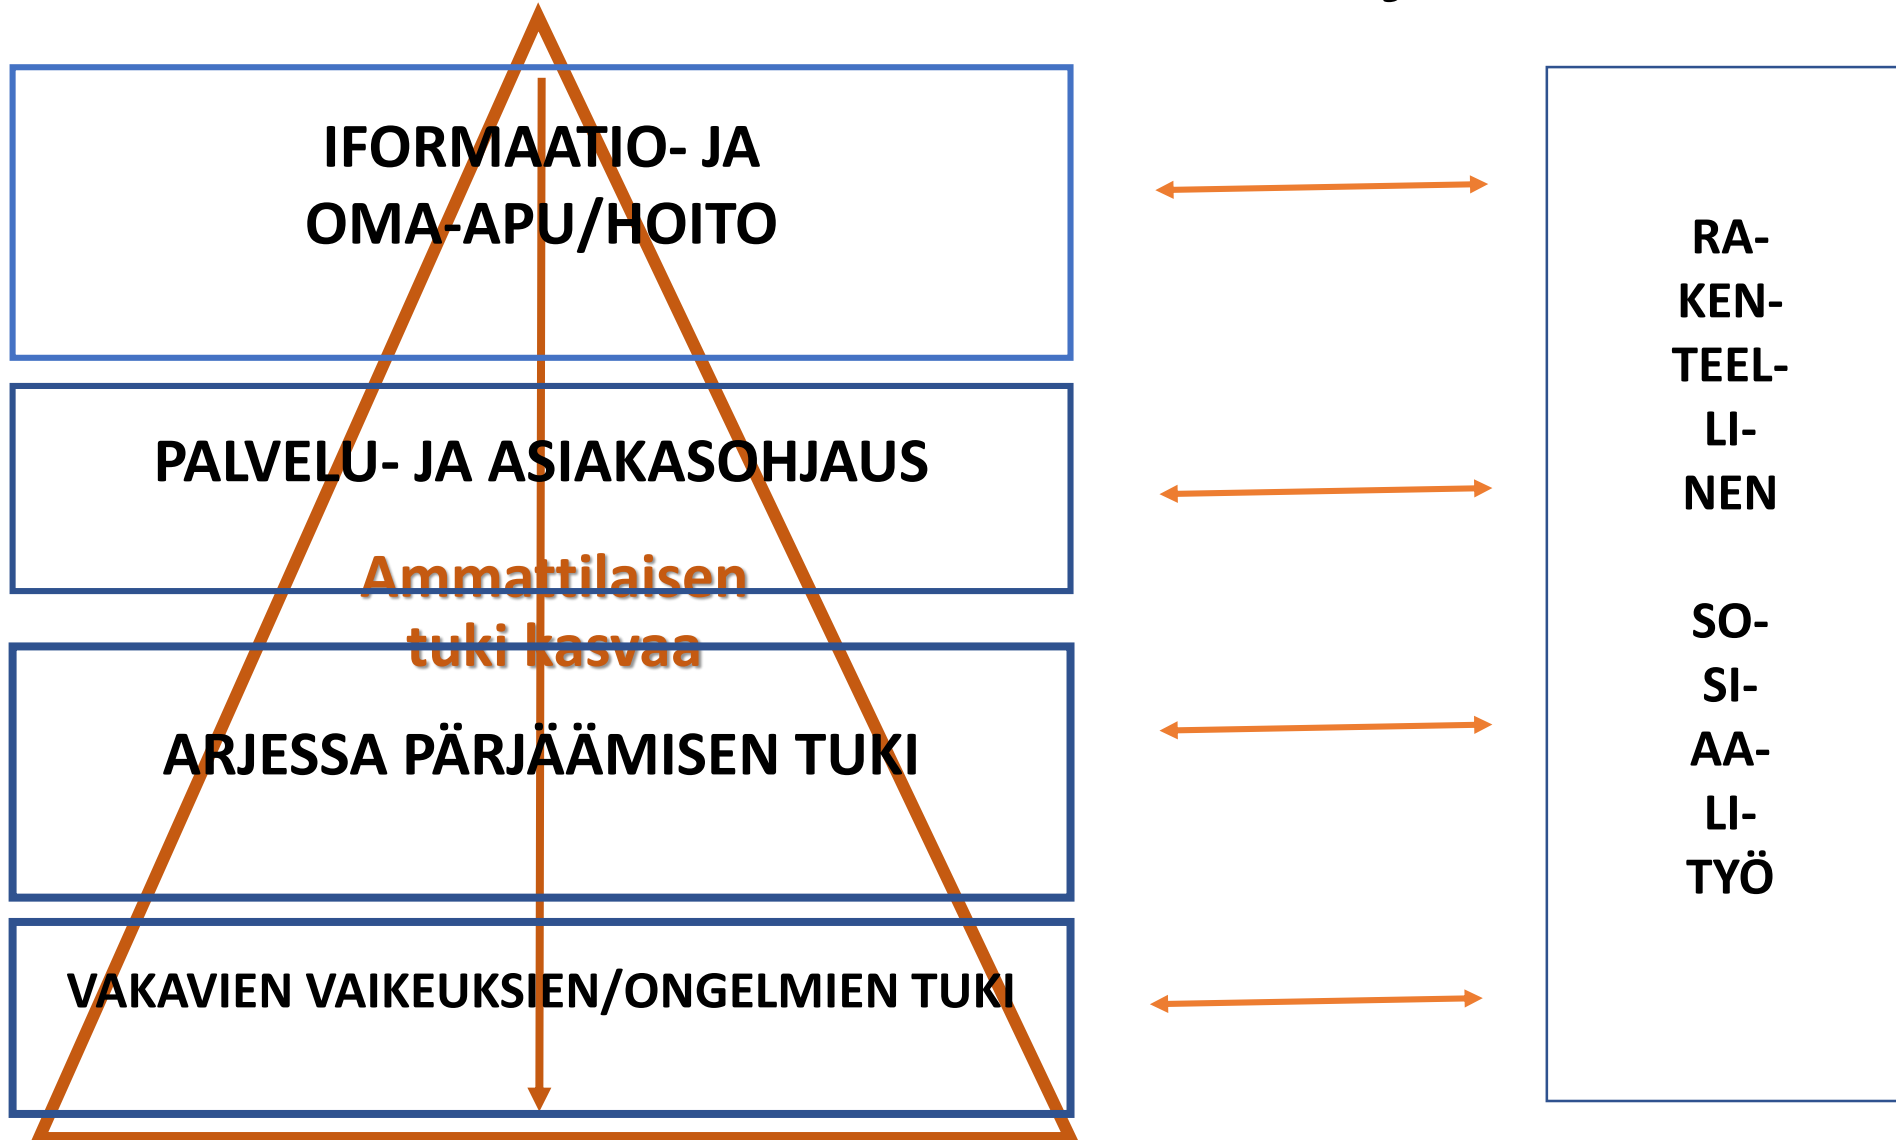 IFORMAATIO- JA
OMA-APU/HOITO
PALVELU- JA ASIAKASOHJAUS
Ammattilaisen
tuki kasvaa
ARJESSA PÄRJÄÄMISEN TUKI
VAKAVIEN VAIKEUKSIEN/ONGELMIEN TUKI
RA-
KEN-
TEEL-
LI-
NEN
SO-
SI-
AA-
LI-
TYÖ